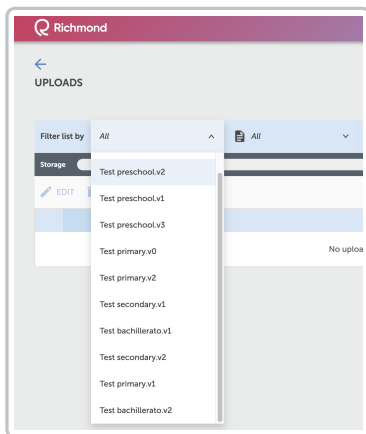 Richmond
UPLOADS
Filter list by All All
Storage
EDIT
Test preschool.v2
Test preschool.v1
Test preschool.v3
Test primary.v0
No uploa
Test primary.v2
Test secondary.v1
Test bachillerato.v1
Test secondary.v2
Test primary.v1
Test bachillerato.v2